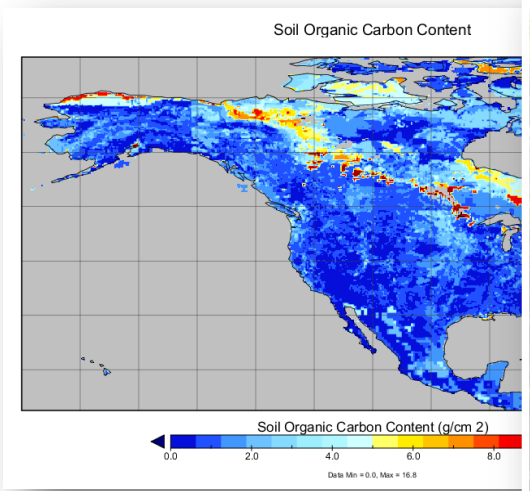 Soil Organic Carbon Content
Soil Organic Carbon Content (g/cm 2)
0.0 2.0 4.0 6.0 8.0
Data Min = 0.0, Max = 16.8